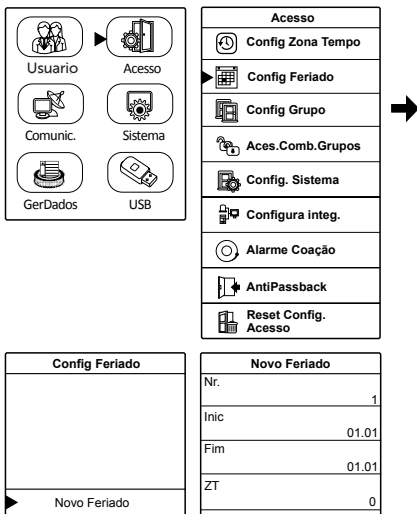 Usuario
Acesso
Comunic.
Sistema
GerDados
USB
Acesso
Config Zona Tempo
Config Feriado
Config Grupo
Aces.Comb.Grupos
Config. Sistema
Configura integ.
Alarme Coação
AntiPassback
Reset Config.
Acesso
Config Feriado
Novo Feriado
Novo Feriado
Nr.
1
Inic
01.01
Fim
01.01
ZT
0